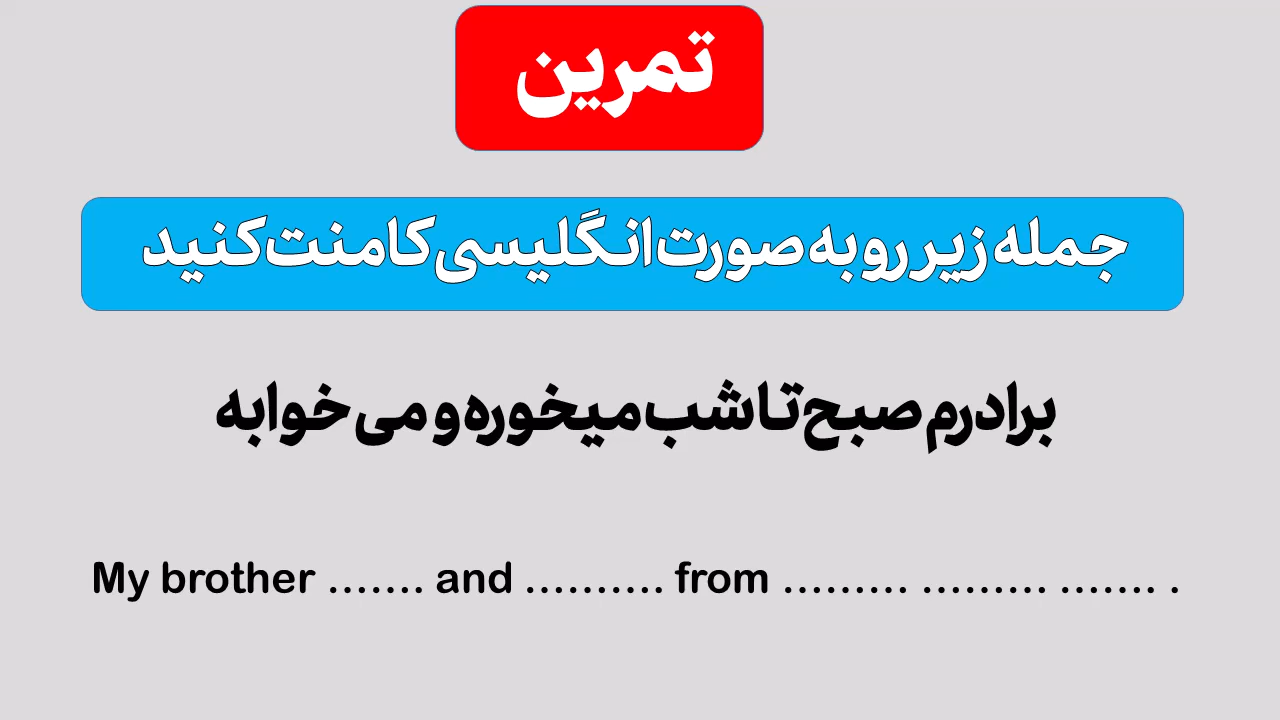 تمرین
جمله زیر رو به صورت انگلیسی کامنت کنید
برادرم صبح تا شب میخوره و می خوابه
My brother ....... and .......... from ......... ......... ....... .